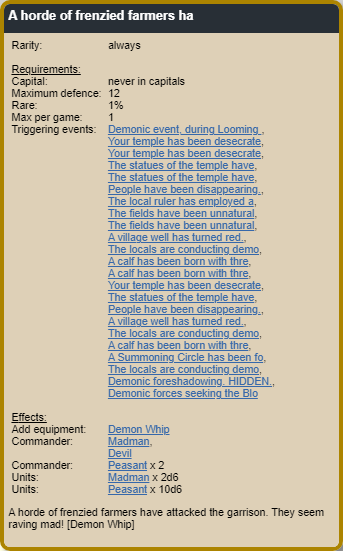 A horde of frenzied farmers ha
Rarity: always
Requirements:
Capital: never in capitals
Maximum defence: 12
Rare: 1%
Max per game: 1
Triggering events: Demonic event, during Looming ,
Your temple has been desecrate,
Your temple has been desecrate,
The statues of the temple have,
The statues of the temple have,
People have been disappearing.,
The local ruler has employed a,
The fields have been unnatural,
The fields have been unnatural,
A village well has turned red.,
The locals are conducting demo,
A calf has been born with thre,
A calf has been born with thre,
Your temple has been desecrate,
The statues of the temple have,
People have been disappearing.,
A village well has turned red.,
The locals are conducting demo,
A calf has been born with thre,
A Summoning Circle has been fo,
The locals are conducting demo,
Demonic foreshadowing. HIDDEN.,
Demonic forces seeking the Blo
Effects:
Add equipment: Demon Whip
Commander: Madman,
Devil
Commander: Peasant x 2
Units: Madman x 2d6
Units: Peasant x 10d6
A horde of frenzied farmers have attacked the garrison. They seem
raving mad! [Demon Whip]